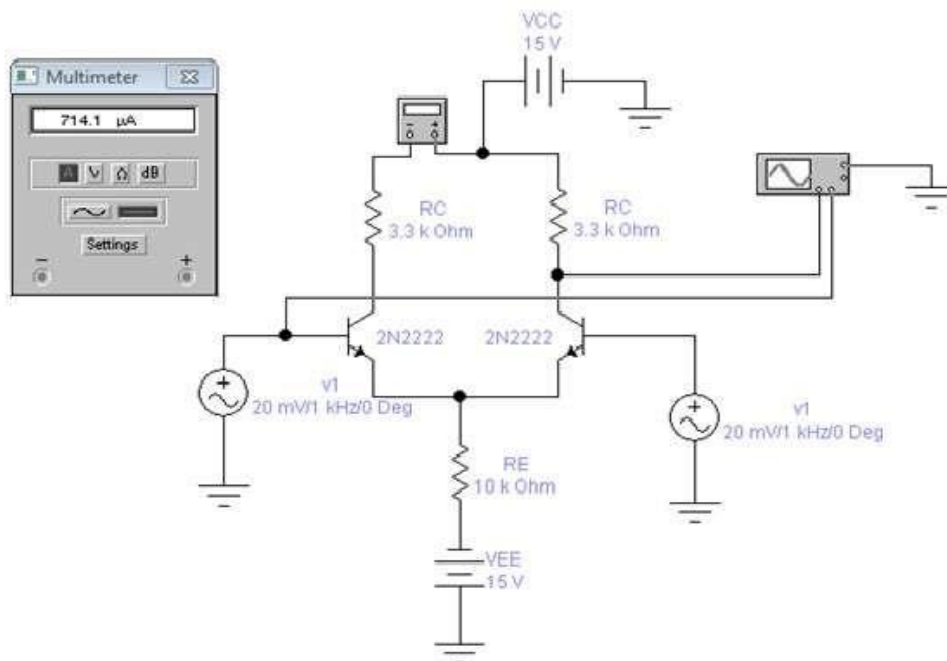 VCC
15 V
Multimeter
714.1 µA
A V Ω dB
Settings
− +
− +
RC
3.3 k Ohm
RC
3.3 k Ohm
2N2222
2N2222
+
v1
20 mV/1 kHz/0 Deg
+
v1
20 mV/1 kHz/0 Deg
RE
10 k Ohm
VEE
15 V